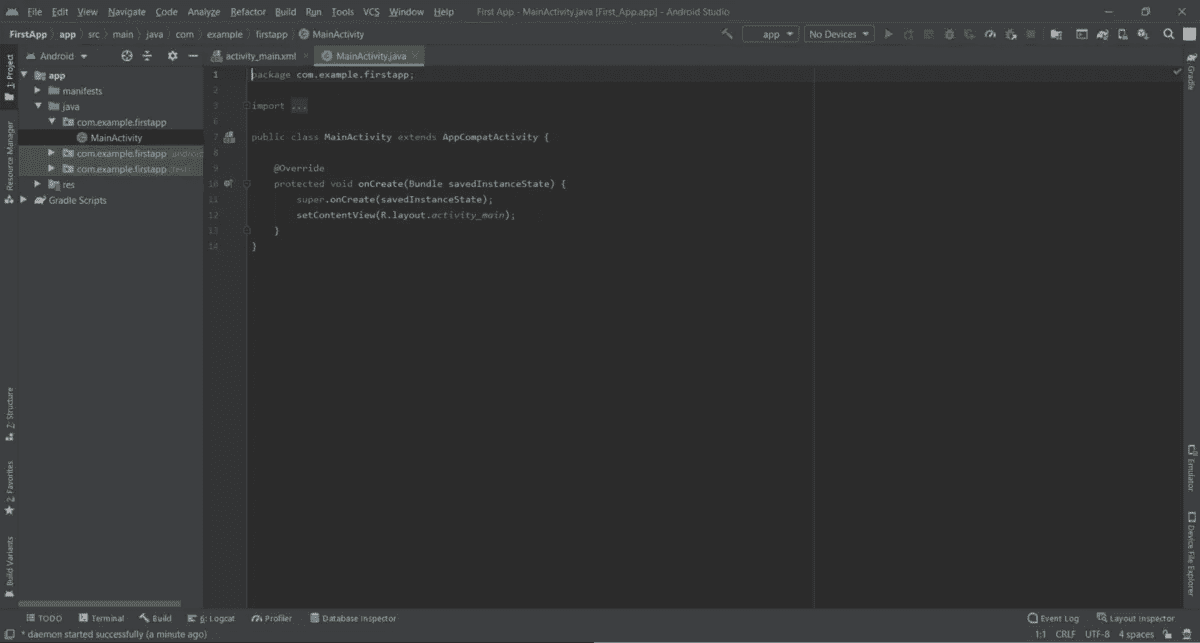 File Edit View Navigate Code Analyze Refactor Build Run Tools VCS Window Help First App - MainActivity.java [First_App.app] - Android Studio
FirstApp app src main java com example firstapp MainActivity app No Devices
1: Project
Android
activity_main.xml
MainActivity.java
Gradle
app
manifests
java
com.example.firstapp
MainActivity
com.example.firstapp
com.example.firstapp
res
Gradle Scripts
Resource Manager
1 package com.example.firstapp;
2
3 import ...
6
7 public class MainActivity extends AppCompatActivity {
8
9 @Override
10 protected void onCreate(Bundle savedInstanceState) {
11 super.onCreate(savedInstanceState);
12 setContentView(R.layout.activity_main);
13 }
14 }
Z: Structure
2: Favorites
Build Variants
Emulator
Device File Explorer
TODO Terminal Build 6: Logcat Profiler Database Inspector Event Log Layout Inspector
* daemon started successfully (a minute ago) 1:1 CRLF UTF-8 4 spaces